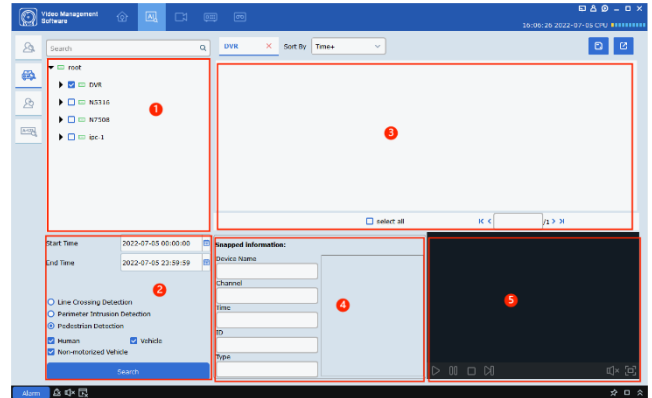 Video Management
Software
AI
16:06:26 2022-07-05 CPU
Search
DVR × Sort By Time+
root
DVR
N5316
N7508
ipc-1
1
3
select all
/1
Start Time 2022-07-05 00:00:00
End Time 2022-07-05 23:59:59
2
Line Crossing Detection
Perimeter Intrusion Detection
Pedestrian Detection
Human Vehicle
Non-motorized Vehicle
Search
Snapped Information:
Device Name
Channel
Time
ID
Type
4
5
Alarm